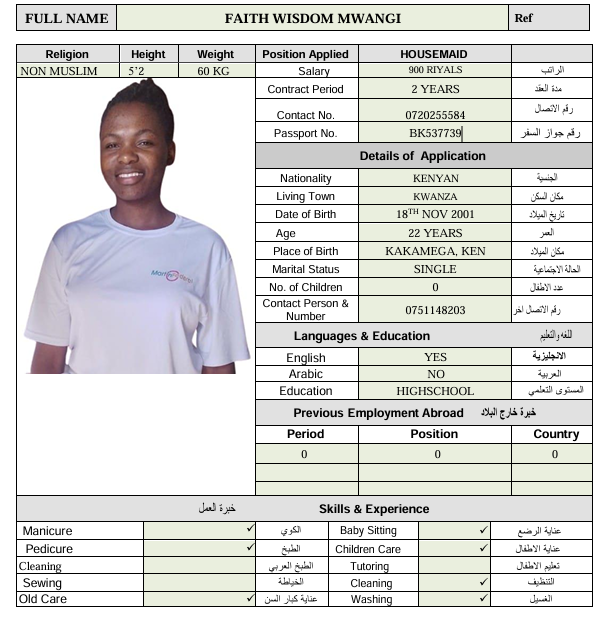 FULL NAME FAITH WISDOM MWANGI Ref
Religion Height Weight Position Applied HOUSEMAID
NON MUSLIM 5’2 60 KG Salary 900 RIYALS الراتب
Contract Period 2 YEARS مدة العقد
Contact No. 0720255584 رقم الاتصال
Passport No. BK537739 رقم جواز السفر
Details of Application
Nationality KENYAN الجنسية
Living Town KWANZA مكان السكن
Date of Birth 18TH NOV 2001 تاريخ الميلاد
Age 22 YEARS العمر
Place of Birth KAKAMEGA, KEN مكان الميلاد
Marital Status SINGLE الحالة الاجتماعية
No. of Children 0 عدد الاطفال
Contact Person & Number 0751148203 رقم الاتصال اخر
Languages & Education اللغه والتعليم
English YES الانجليزية
Arabic NO العربية
Education HIGHSCHOOL المستوى التعلمي
Previous Employment Abroad خبرة خارج البلاد
Period Position Country
0 0 0
خبرة العمل Skills & Experience
Manicure ✓ الكوي Baby Sitting ✓ عناية الرضع
Pedicure ✓ الطبخ Children Care ✓ عناية الاطفال
Cleaning الطبخ العربي Tutoring تعليم الاطفال
Sewing الخياطة Cleaning ✓ التنظيف
Old Care ✓ عناية كبار السن Washing ✓ الغسيل